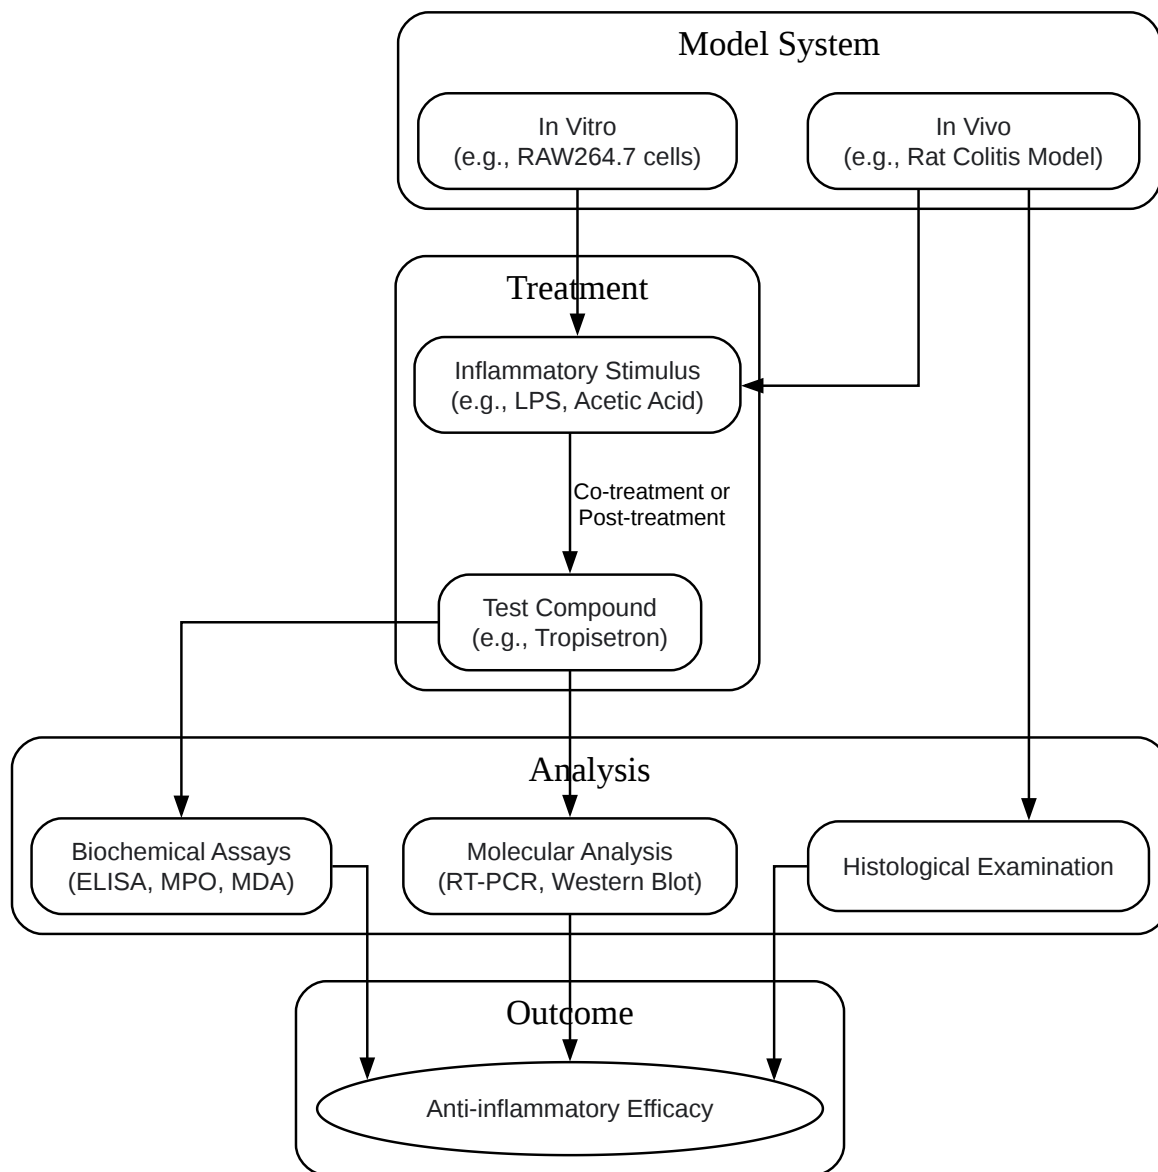 Model System
In Vitro
(e.g., RAW264.7 cells)
In Vivo
(e.g., Rat Colitis Model)
Treatment
Inflammatory Stimulus
(e.g., LPS, Acetic Acid)
Co-treatment or
Post-treatment
Test Compound
(e.g., Tropisetron)
Analysis
Biochemical Assays
(ELISA, MPO, MDA)
Molecular Analysis
(RT-PCR, Western Blot)
Histological Examination
Outcome
Anti-inflammatory Efficacy